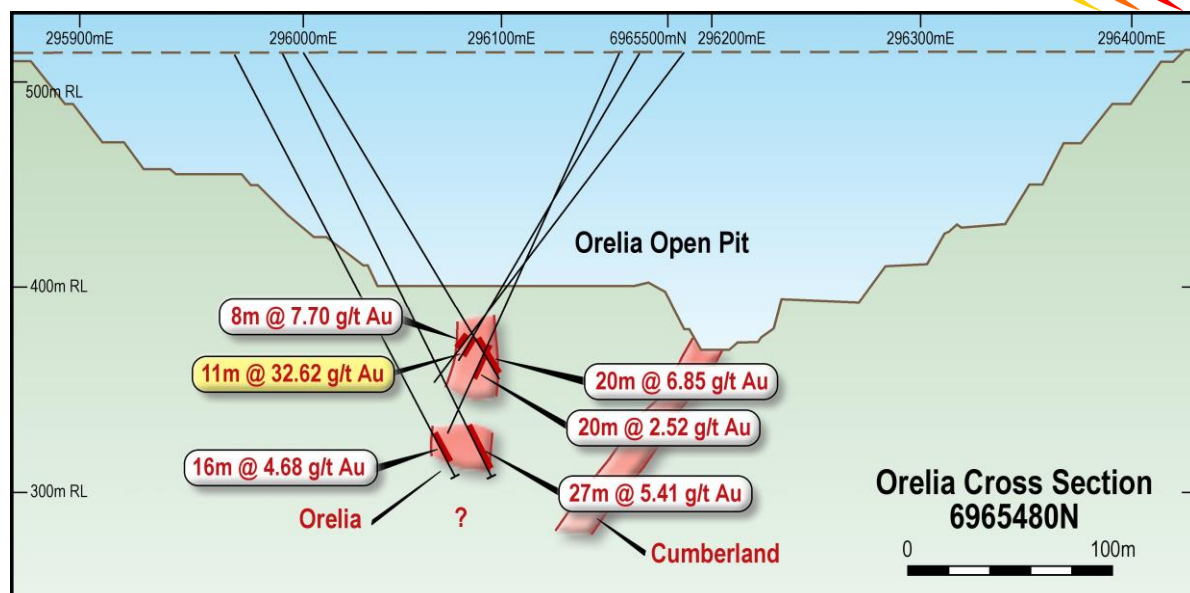 295900mE 296000mE 296100mE 6965500mN 296200mE 296300mE 296400mE
500m RL
Orelia Open Pit
400m RL
8m @ 7.70 g/t Au
11m @ 32.62 g/t Au
20m @ 6.85 g/t Au
20m @ 2.52 g/t Au
16m @ 4.68 g/t Au
27m @ 5.41 g/t Au
300m RL
Orelia
?
Cumberland
Orelia Cross Section
6965480N
0 100m